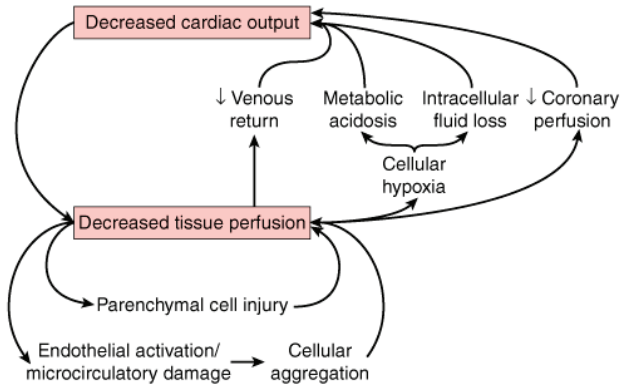 Decreased cardiac output
↓ Venous
return
Metabolic
acidosis
Intracellular
fluid loss
↓ Coronary
perfusion
Cellular
hypoxia
Decreased tissue perfusion
Parenchymal cell injury
Endothelial activation/
microcirculatory damage
Cellular
aggregation